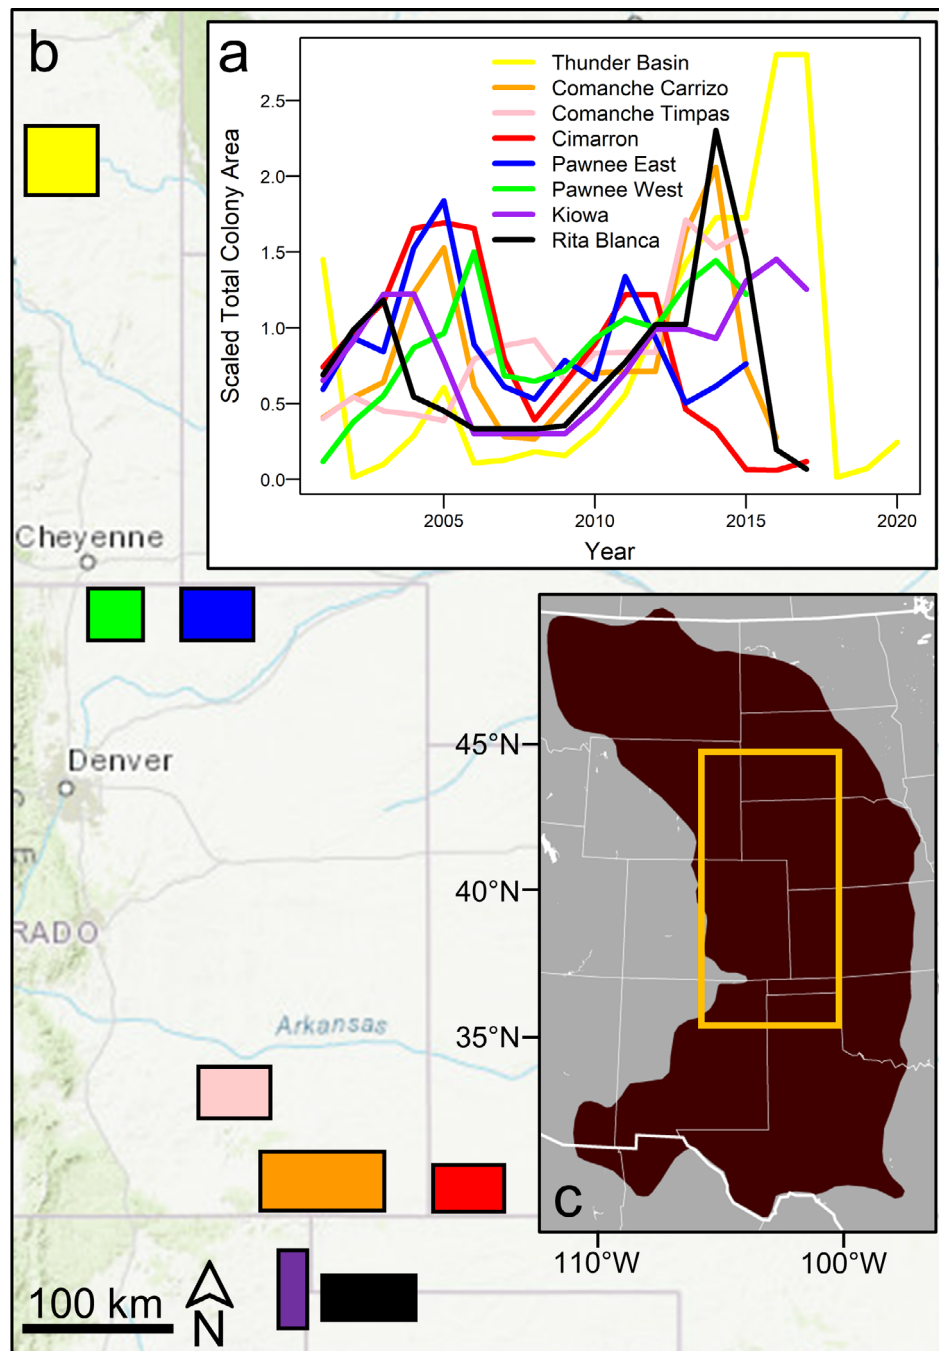 b
a
Scaled Total Colony Area
2.5
2.0
1.5
1.0
0.5
0.0
Thunder Basin
Comanche Carrizo
Comanche Timpas
Cimarron
Pawnee East
Pawnee West
Kiowa
Rita Blanca
2005
2010
2015
2020
Year
Cheyenne
Denver
RADO
Arkansas
100 km
N
45°N
40°N
35°N
c
110°W
100°W